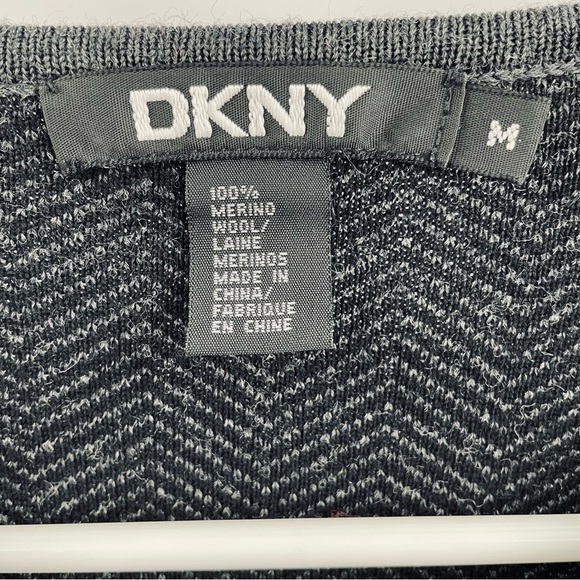 DKNY
M
100%
MERINO
WOOL/
LAINE
MERINOS
MADE IN
CHINA/
FABRIQUE
EN CHINE